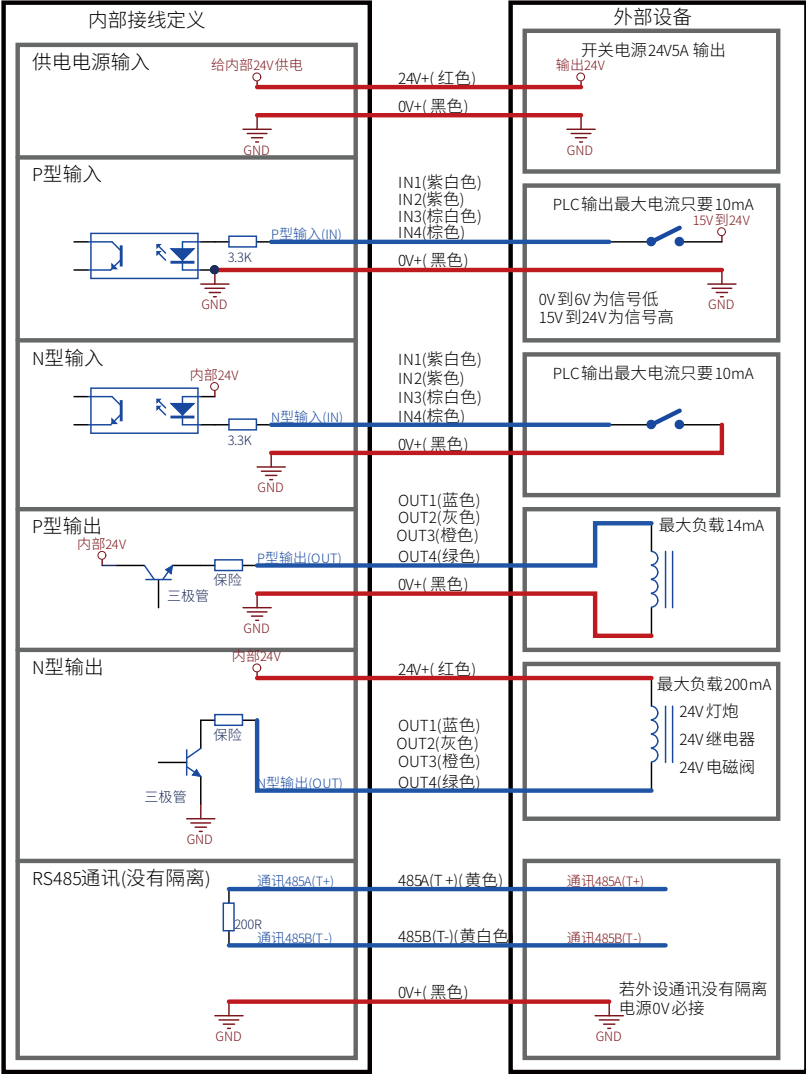 内部接线定义
外部设备
供电电源输入
给内部24V供电
GND
24V+( 红色)
0V+( 黑色)
开关电源24V5A 输出
输出24V
GND
P型输入
P型输入(IN)
3.3K
GND
IN1(紫白色)
IN2(紫色)
IN3(棕白色)
IN4(棕色)
0V+( 黑色)
PLC输出最大电流只要10mA
15V到24V
0V到6V为信号低
15V到24V为信号高
GND
N型输入
内部24V
N型输入(IN)
3.3K
GND
IN1(紫白色)
IN2(紫色)
IN3(棕白色)
IN4(棕色)
0V+( 黑色)
PLC输出最大电流只要10mA
P型输出
内部24V
P型输出(OUT)
保险
三极管
GND
OUT1(蓝色)
OUT2(灰色)
OUT3(橙色)
OUT4(绿色)
0V+( 黑色)
最大负载14mA
N型输出
内部24V
保险
N型输出(OUT)
三极管
GND
24V+( 红色)
OUT1(蓝色)
OUT2(灰色)
OUT3(橙色)
OUT4(绿色)
最大负载200mA
24V灯炮
24V继电器
24V电磁阀
RS485通讯(没有隔离)
通讯485A(T+)
200R
通讯485B(T-)
GND
485A(T+)(黄色)
485B(T-)(黄白色
0V+( 黑色)
通讯485A(T+)
通讯485B(T-)
若外设通讯没有隔离
电源0V必接
GND